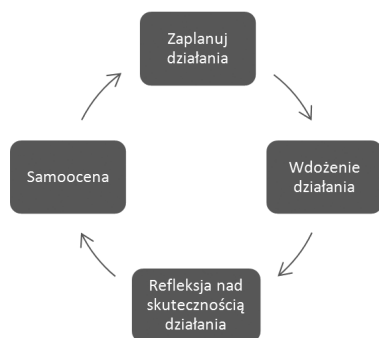 Zaplanuj
działania
Wdożenie
działania
Refleksja nad
skutecznością
działania
Samoocena